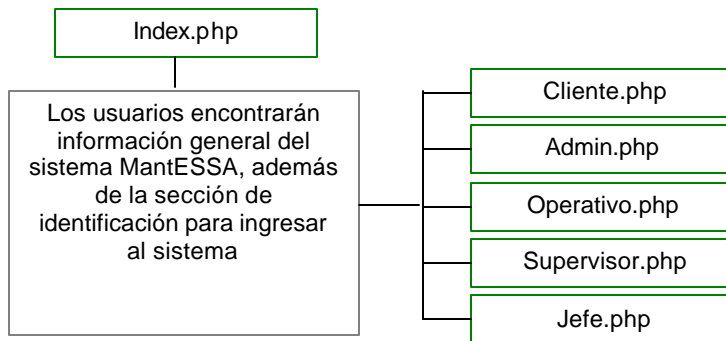 Index.php
Los usuarios encontrarán
información general del
sistema MantESSA, además
de la sección de
identificación para ingresar
al sistema
Cliente.php
Admin.php
Operativo.php
Supervisor.php
Jefe.php